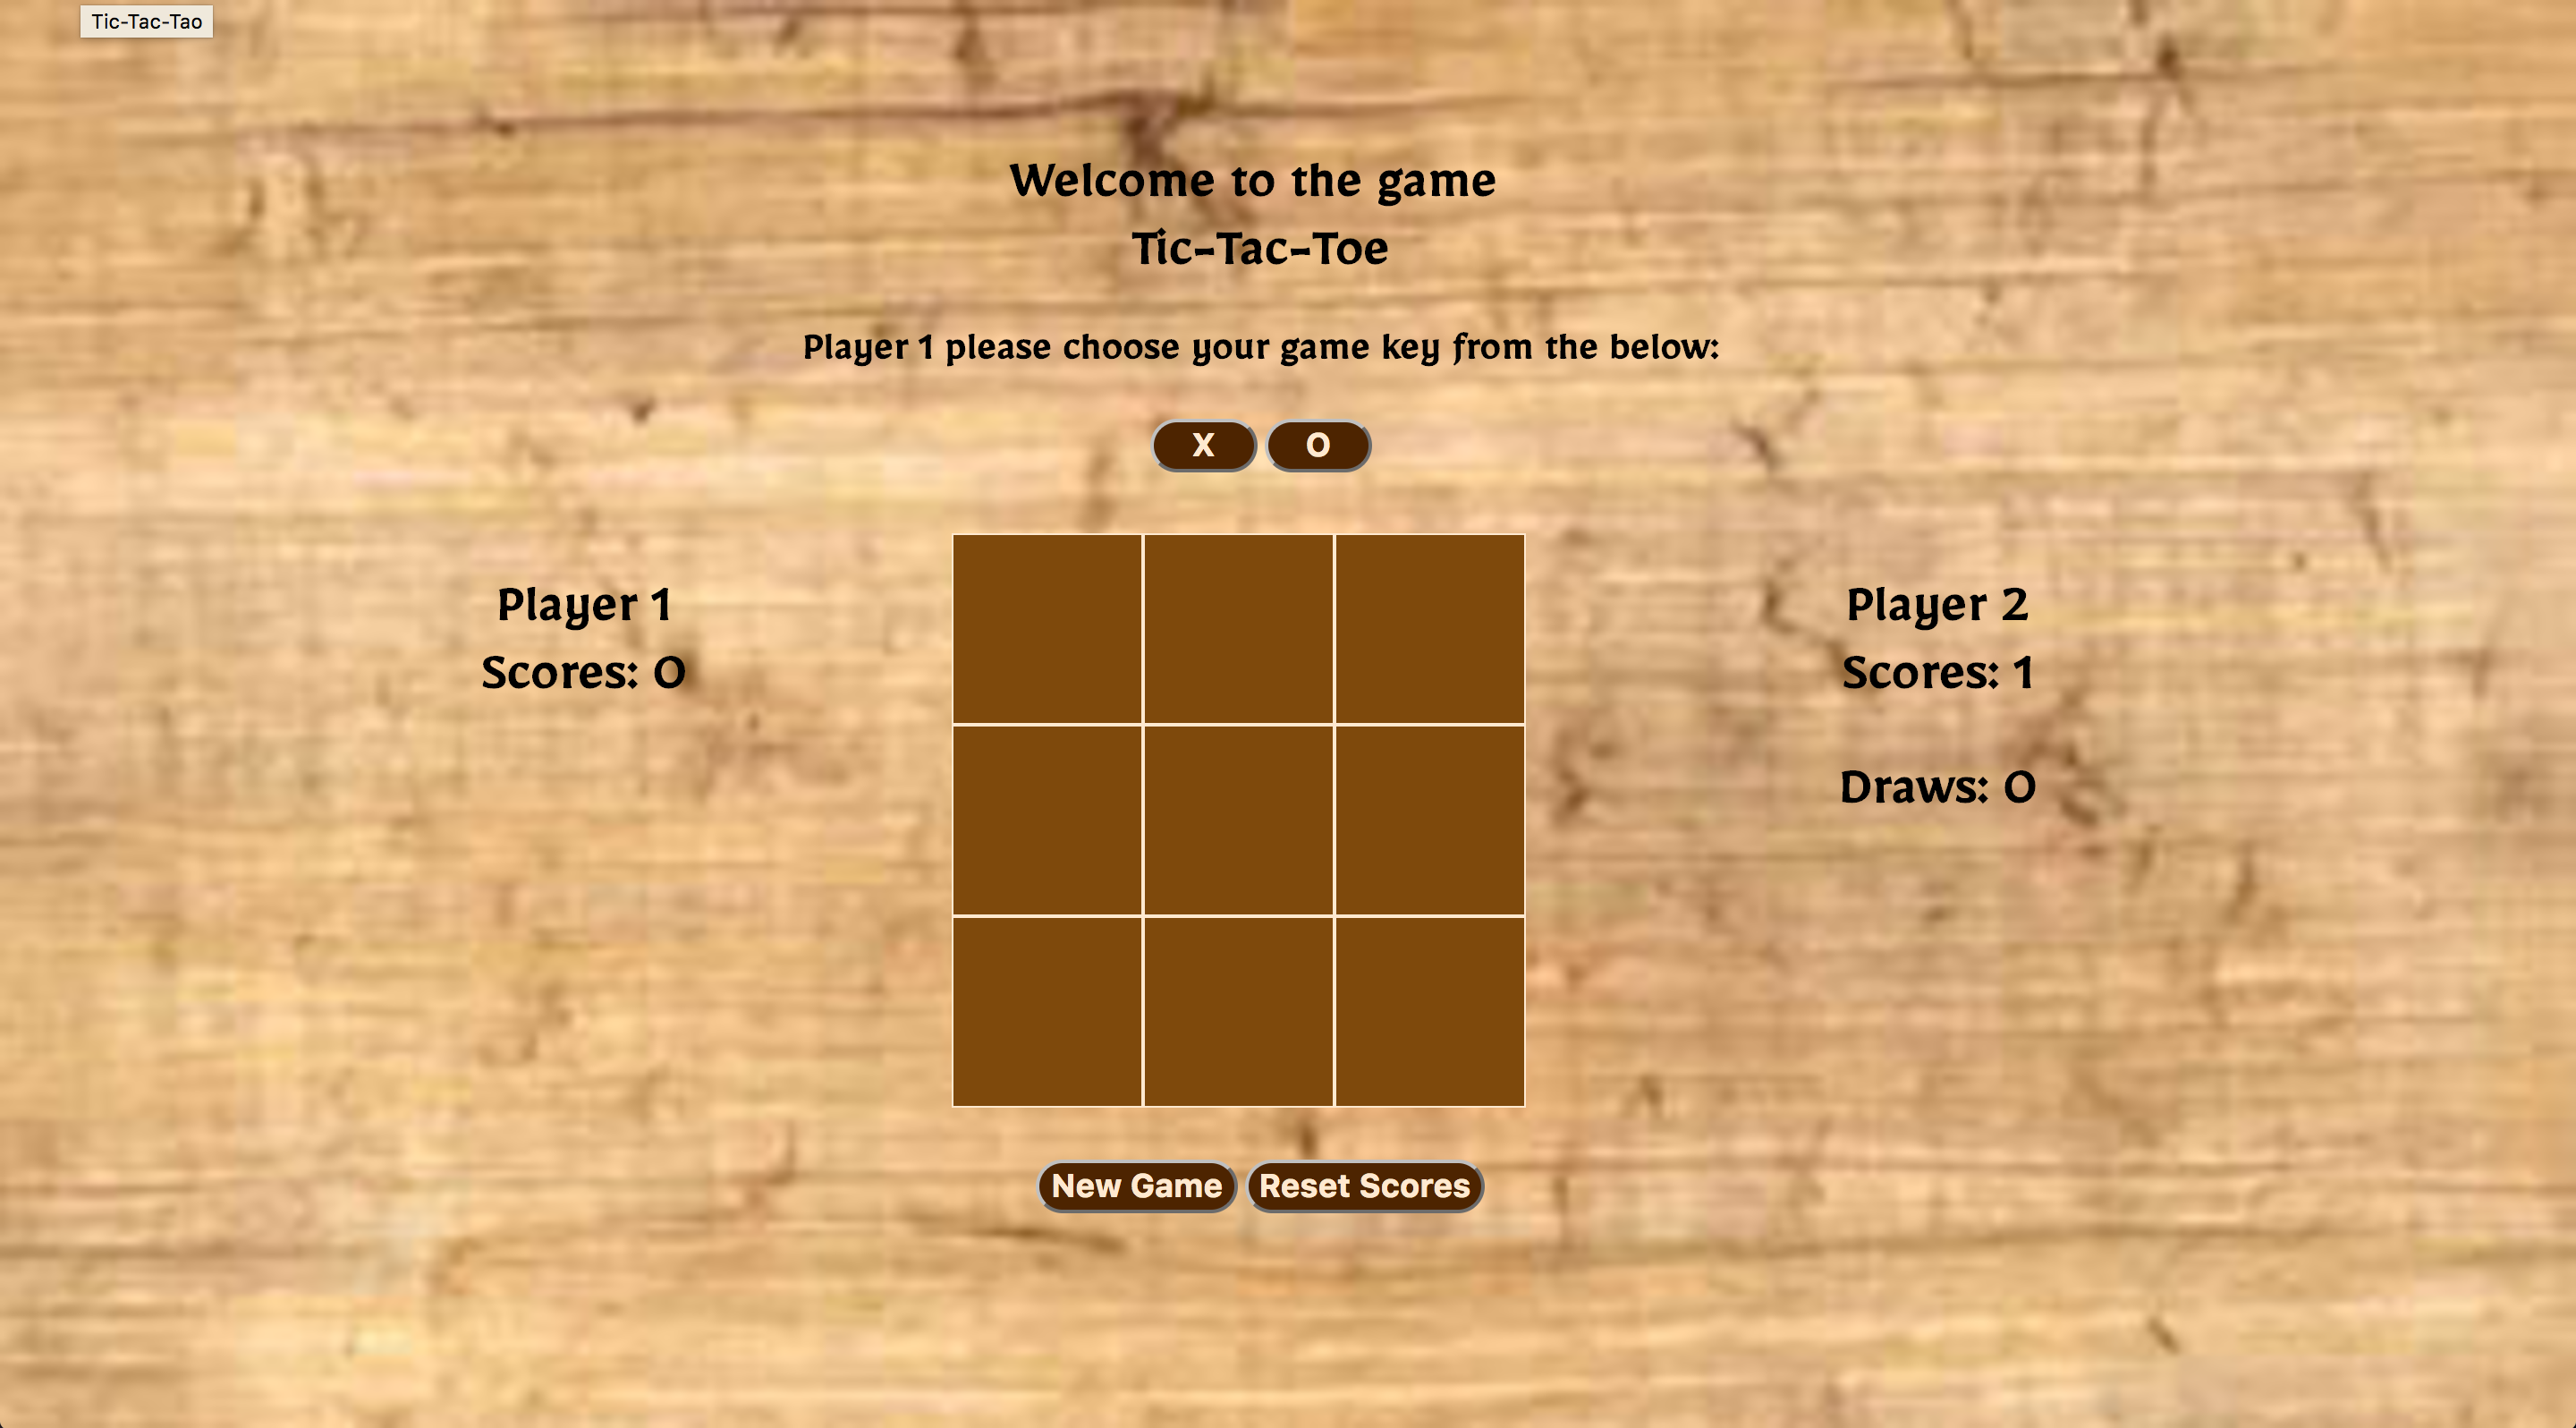 Tic-Tac-Tao
Welcome to the game
Tic-Tac-Toe
Player 1 please choose your game key from the below:
X O
Player 1
Scores: 0
Player 2
Scores: 1
Draws: 0
New Game Reset Scores